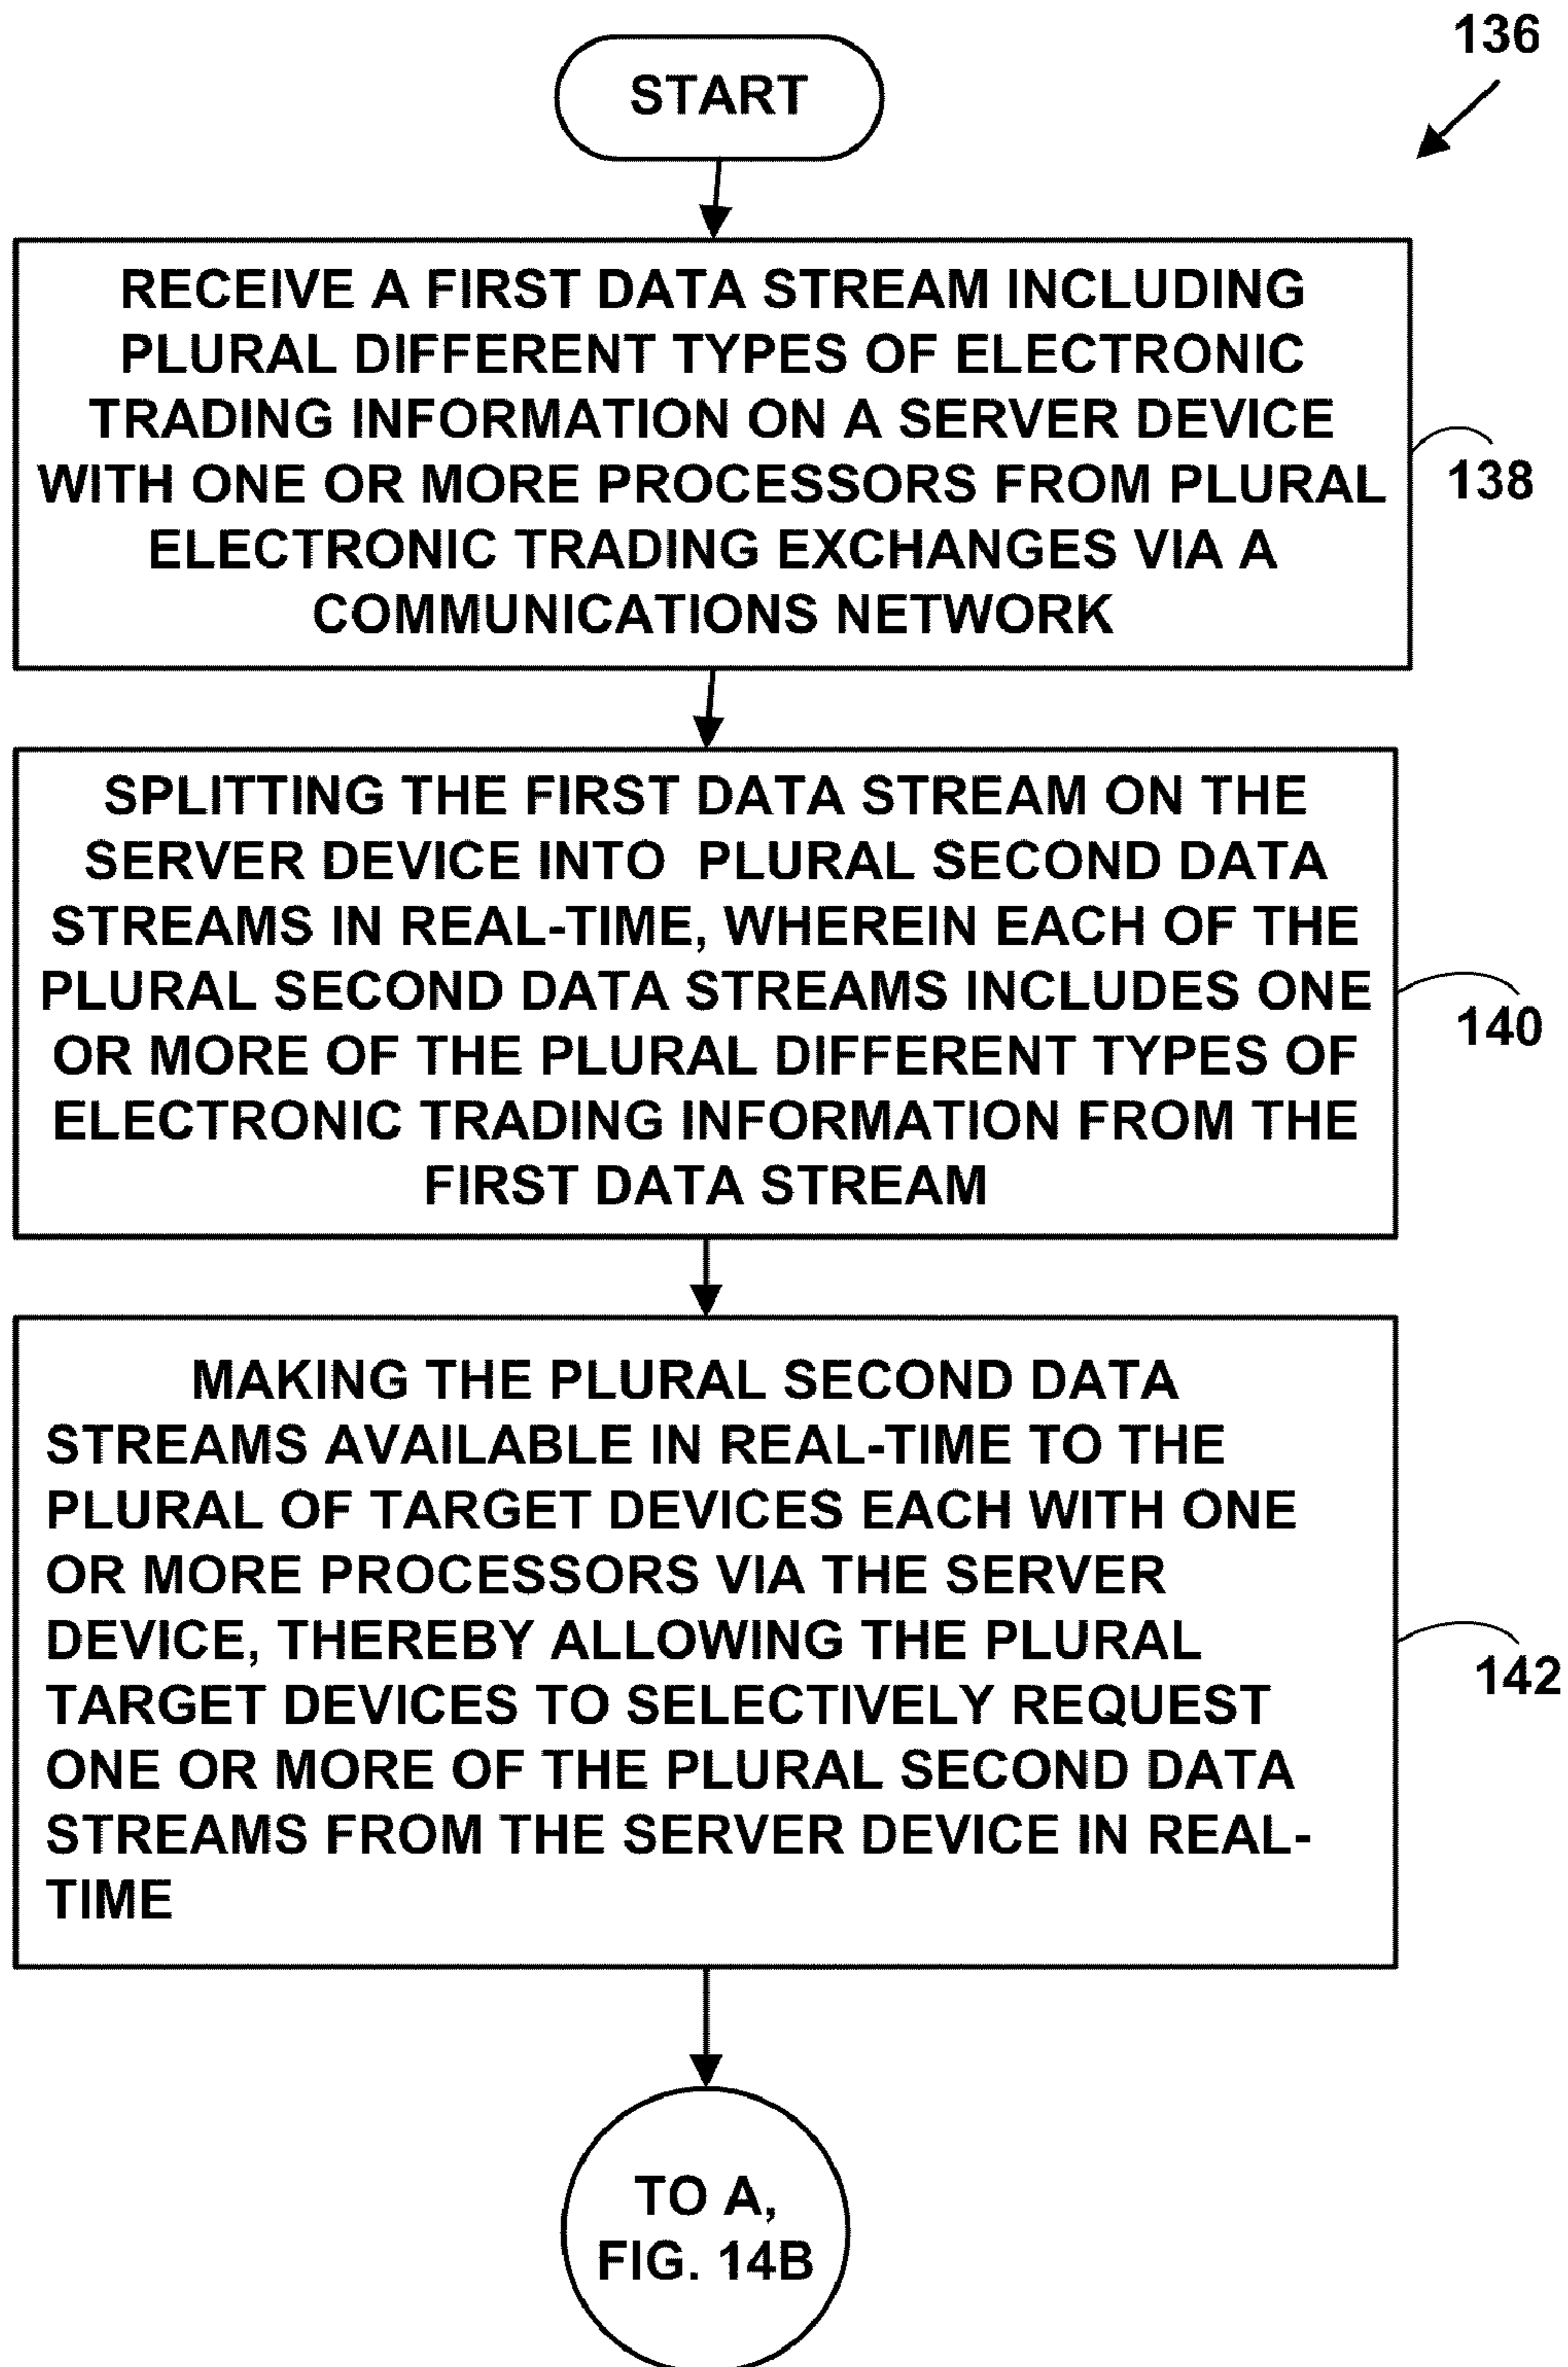 136
START
RECEIVE A FIRST DATA STREAM INCLUDING
PLURAL DIFFERENT TYPES OF ELECTRONIC
TRADING INFORMATION ON A SERVER DEVICE
WITH ONE OR MORE PROCESSORS FROM PLURAL
ELECTRONIC TRADING EXCHANGES VIA A
COMMUNICATIONS NETWORK
138
SPLITTING THE FIRST DATA STREAM ON THE
SERVER DEVICE INTO PLURAL SECOND DATA
STREAMS IN REAL-TIME, WHEREIN EACH OF THE
PLURAL SECOND DATA STREAMS INCLUDES ONE
OR MORE OF THE PLURAL DIFFERENT TYPES OF
ELECTRONIC TRADING INFORMATION FROM THE
FIRST DATA STREAM
140
MAKING THE PLURAL SECOND DATA
STREAMS AVAILABLE IN REAL-TIME TO THE
PLURAL OF TARGET DEVICES EACH WITH ONE
OR MORE PROCESSORS VIA THE SERVER
DEVICE, THEREBY ALLOWING THE PLURAL
TARGET DEVICES TO SELECTIVELY REQUEST
ONE OR MORE OF THE PLURAL SECOND DATA
STREAMS FROM THE SERVER DEVICE IN REAL-
TIME
142
TO A,
FIG. 14B